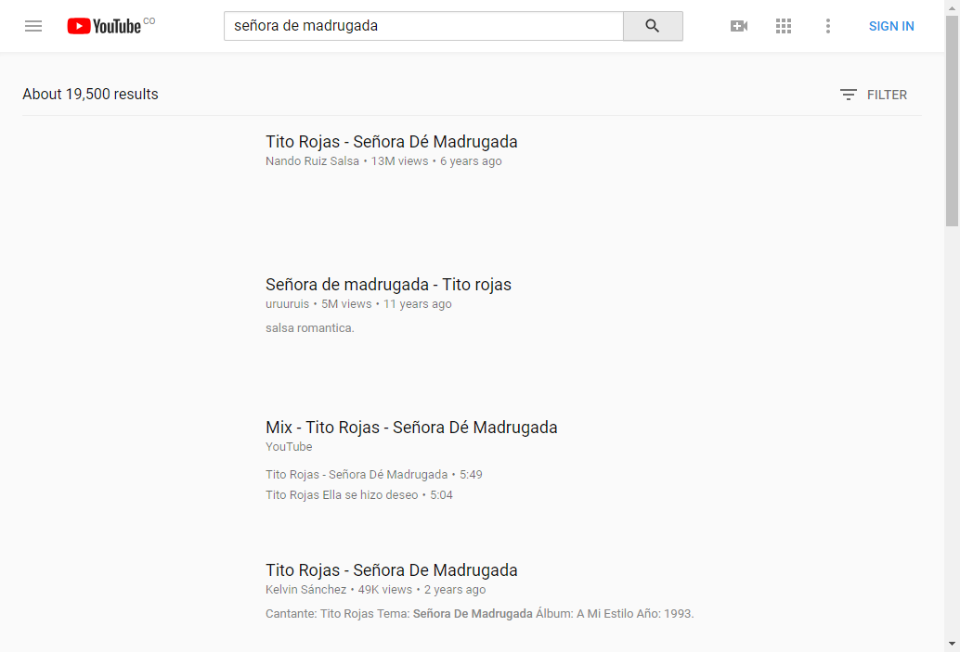 YouTube CO
señora de madrugada
SIGN IN
About 19,500 results
FILTER
Tito Rojas - Señora Dé Madrugada
Nando Ruiz Salsa • 13M views • 6 years ago
Señora de madrugada - Tito rojas
uruuruis • 5M views • 11 years ago
salsa romantica.
Mix - Tito Rojas - Señora Dé Madrugada
YouTube
Tito Rojas - Señora Dé Madrugada • 5:49
Tito Rojas Ella se hizo deseo • 5:04
Tito Rojas - Señora De Madrugada
Kelvin Sánchez • 49K views • 2 years ago
Cantante: Tito Rojas Tema: Señora De Madrugada Álbum: A Mi Estilo Año: 1993.